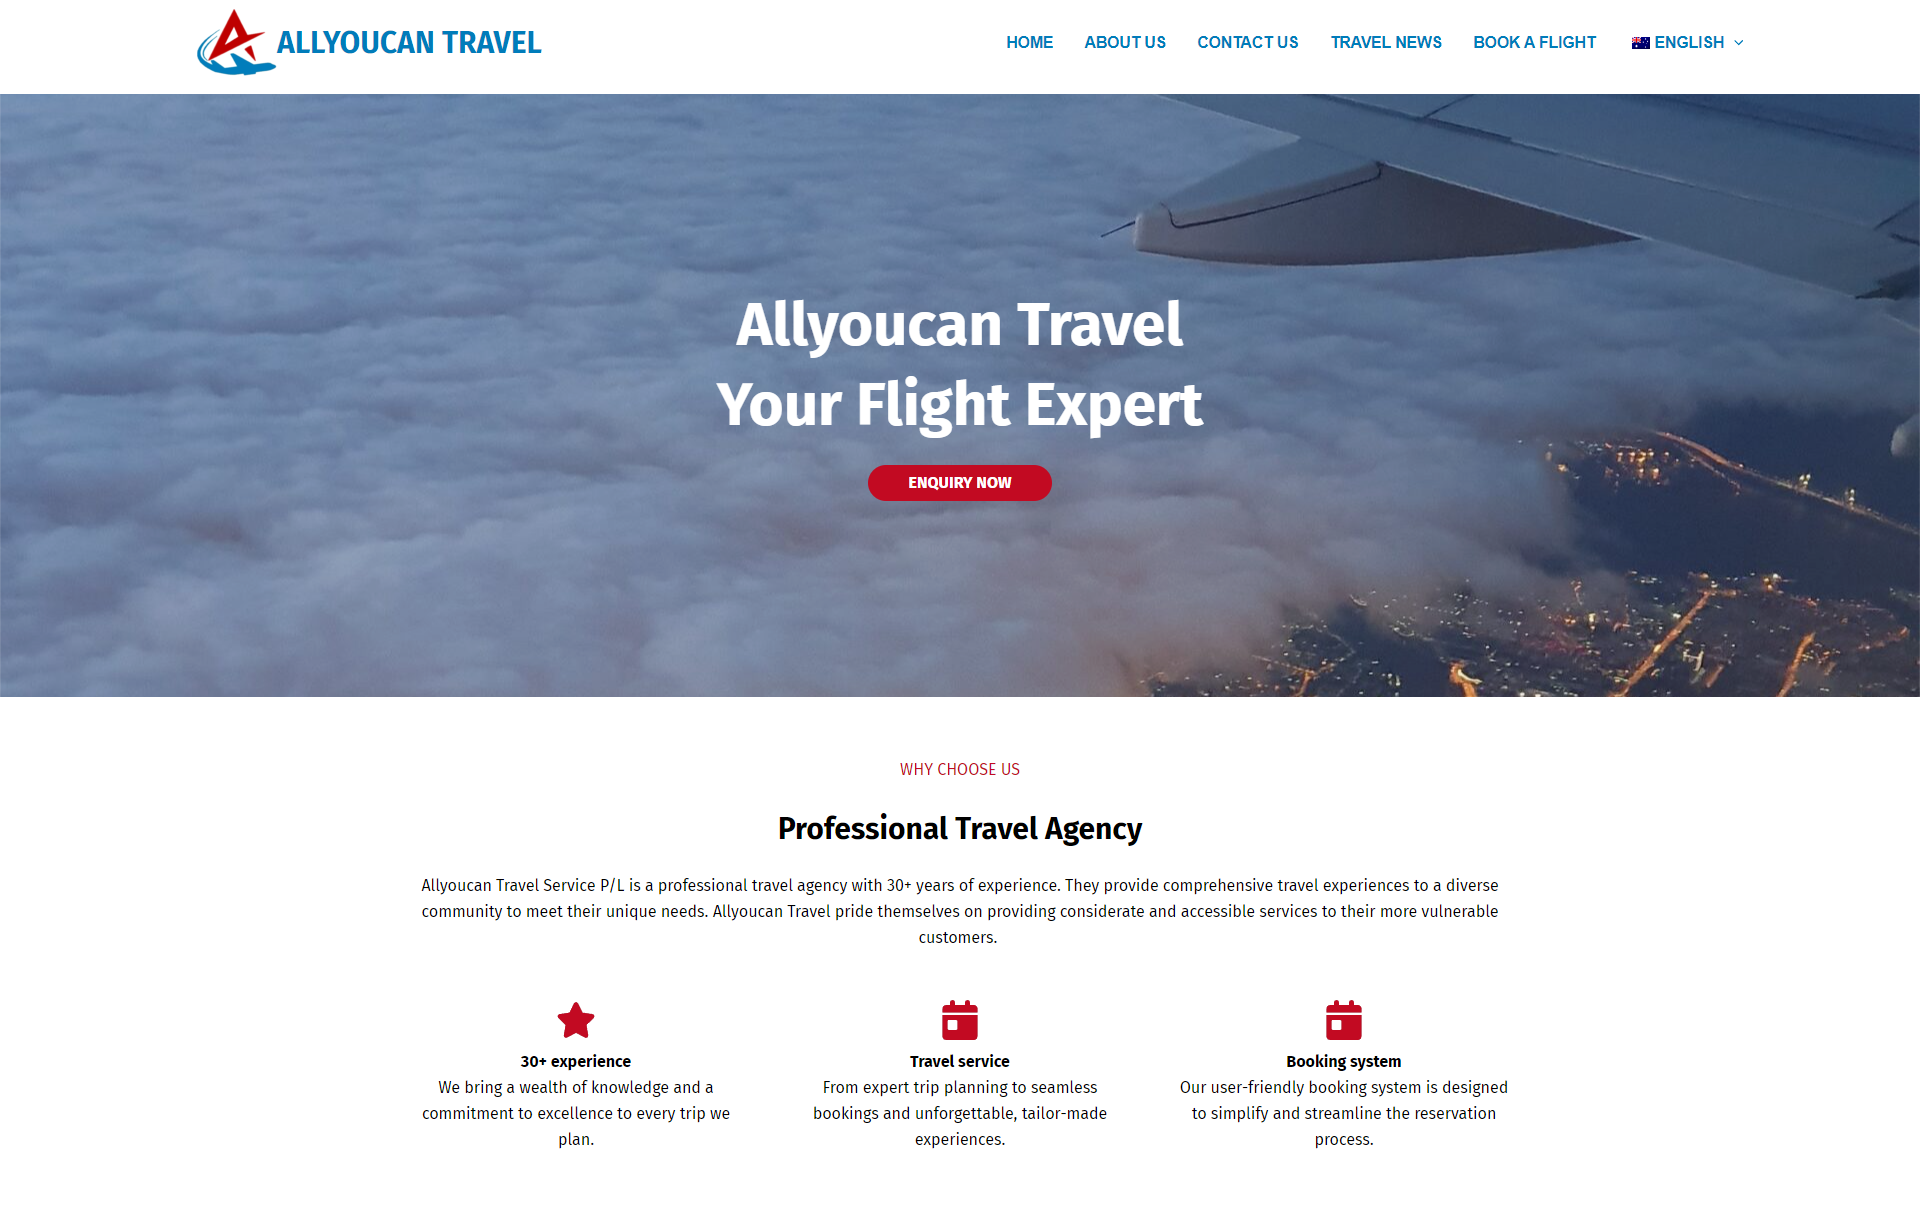 ALLYOUCAN TRAVEL
HOME
ABOUT US
CONTACT US
TRAVEL NEWS
BOOK A FLIGHT
ENGLISH
Allyoucan Travel
Your Flight Expert
ENQUIRY NOW
WHY CHOOSE US
Professional Travel Agency
Allyoucan Travel Service P/L is a professional travel agency with 30+ years of experience. They provide comprehensive travel experiences to a diverse
community to meet their unique needs. Allyoucan Travel pride themselves on providing considerate and accessible services to their more vulnerable
customers.
30+ experience
We bring a wealth of knowledge and a
commitment to excellence to every trip we
plan.
Travel service
From expert trip planning to seamless
bookings and unforgettable, tailor-made
experiences.
Booking system
Our user-friendly booking system is designed
to simplify and streamline the reservation
process.